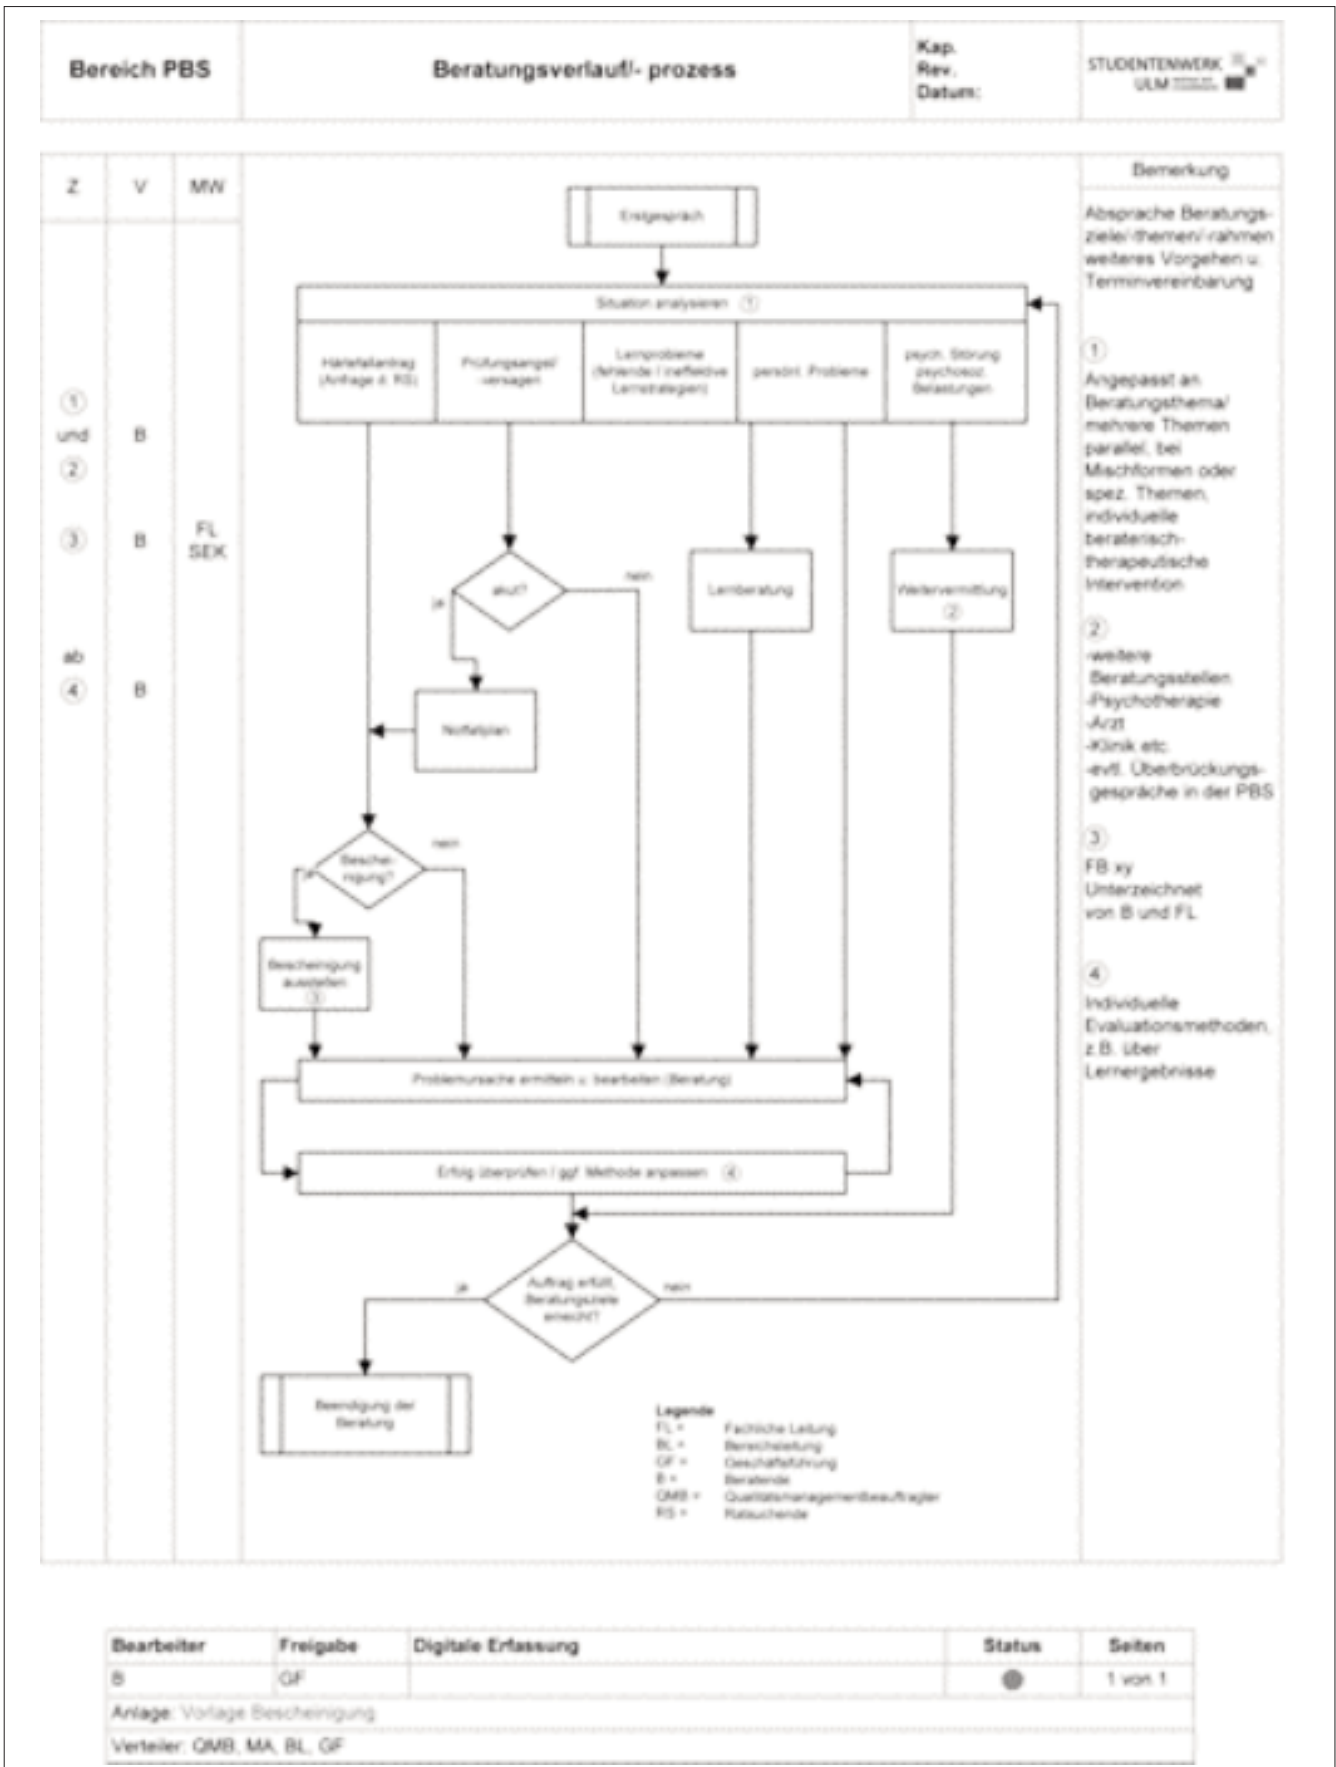 Bereich PBS
Beratungsverlauf/- prozess
Kap.
Rev.
Datum:
STUDENTENWERK
ULM
Z
V
MW
Erstgespräch
Situation analysieren 1
Härtefallantrag
(Anfrage d. RS)
Prüfungsangst/
-versagen
Lernprobleme
(fehlende / ineffektive
Lernstrategien)
persönl. Probleme
psych. Störung
psychosoz.
Belastungen
1
und
2
B
3
B
FL
SEK
ab
4
B
akut?
ja
nein
Lernberatung
Weitervermittlung
2
Notfallplan
Beschei-
nigung?
ja
nein
Bescheinigung
ausstellen
3
Problemursache ermitteln u. bearbeiten (Beratung)
Erfolg überprüfen / ggf. Methode anpassen 4
Auftrag erfüllt,
Beratungsziele
erreicht?
ja
nein
Beendigung der
Beratung
Legende
FL = Fachliche Leitung
BL = Bereichsleitung
GF = Geschäftsführung
B = Beratende
QMB = Qualitätsmanagementbeauftragter
RS = Ratsuchende
Bemerkung
Absprache Beratungs-
ziele/-themen/-rahmen
weiteres Vorgehen u.
Terminvereinbarung
1
Angepasst an
Beratungsthema/
mehrere Themen
parallel, bei
Mischformen oder
spez. Themen,
individuelle
beraterisch-
therapeutische
Intervention
2
-weitere
Beratungsstellen
-Psychotherapie
-Arzt
-Klinik etc.
-evtl. Überbrückungs-
gespräche in der PBS
3
FB xy
Unterzeichnet
von B und FL
4
Individuelle
Evaluationsmethoden,
z.B. über
Lernergebnisse
Bearbeiter Freigabe Digitale Erfassung Status Seiten
B GF 1 von 1
Anlage: Vorlage Bescheinigung
Verteiler: QMB, MA, BL, GF